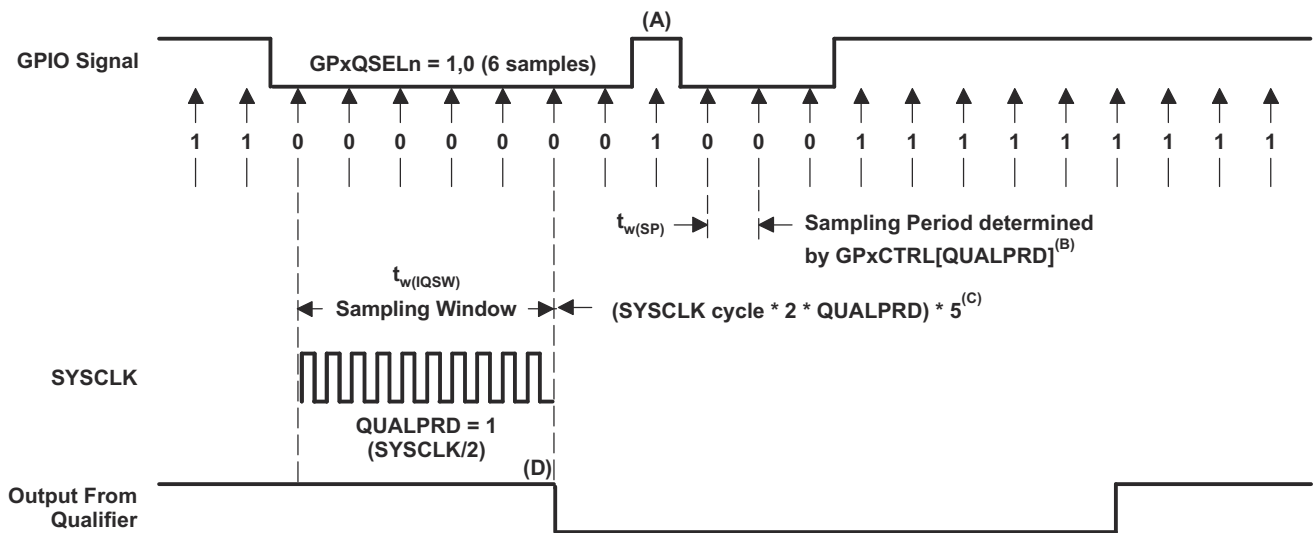 (A)
GPIO Signal
GPxQSELn = 1,0 (6 samples)
1 1 0 0 0 0 0 0 0 1 0 0 0 1 1 1 1 1 1 1 1 1
tw(SP)
Sampling Period determined
by GPxCTRL[QUALPRD](B)
tw(IQSW)
Sampling Window
(SYSCLK cycle * 2 * QUALPRD) * 5(C)
SYSCLK
QUALPRD = 1
(SYSCLK/2)
(D)
Output From
Qualifier